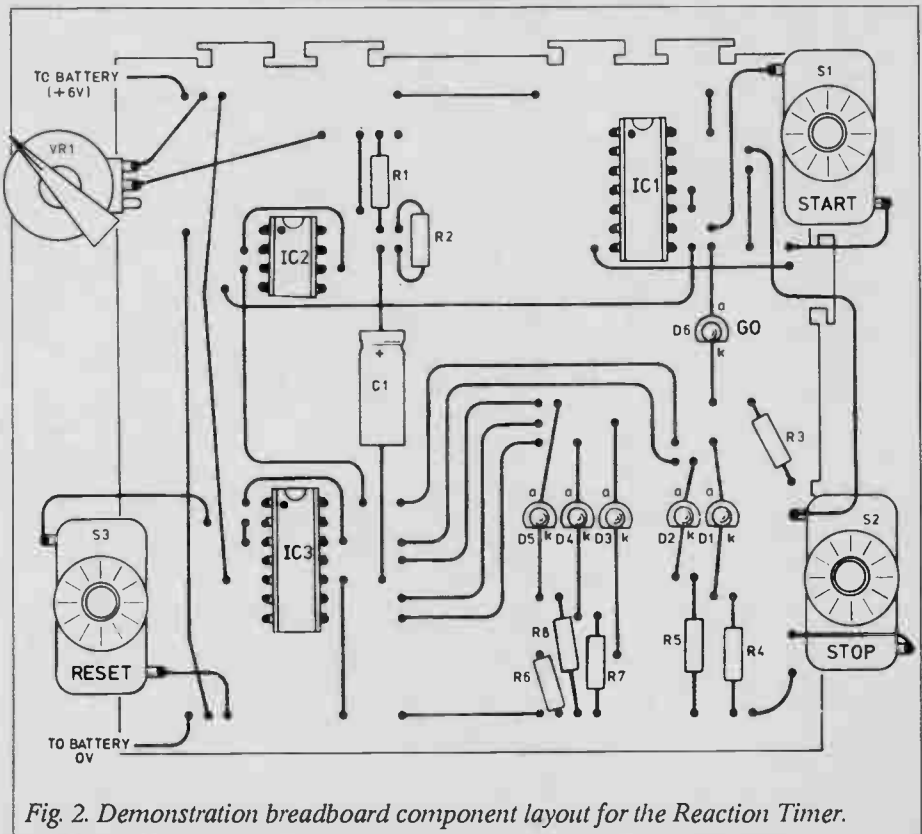 TO BATTERY
(+6V)
VR1
R1
R2
IC2
IC1
S1
START
D6
a
GO
k
+
C1
R3
S3
RESET
IC3
a
a
a
a
D5
k
D4
k
D3
k
D2
k
D1
k
S2
STOP
R8
R6
R7
R5
R4
TO BATTERY
0V
Fig. 2. Demonstration breadboard component layout for the Reaction Timer.